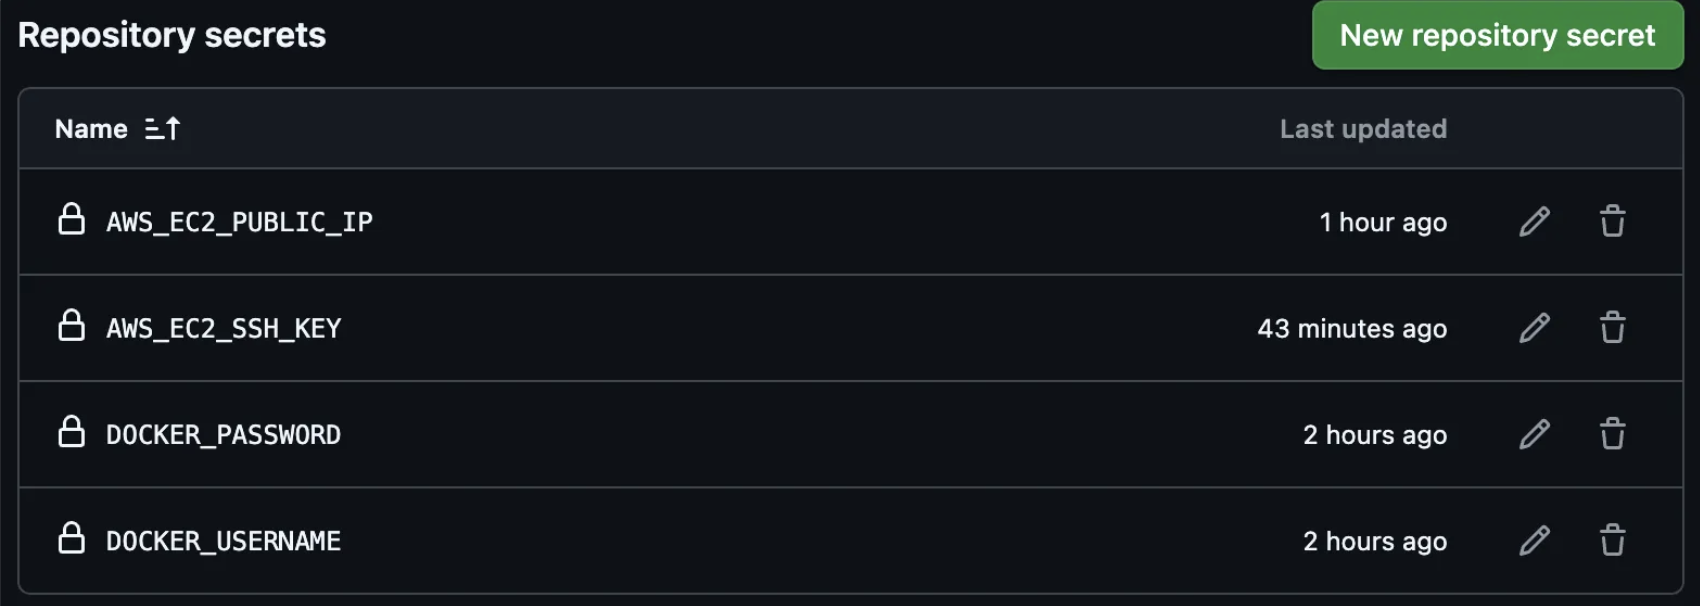 Repository secrets
New repository secret
Name
Last updated
AWS_EC2_PUBLIC_IP
1 hour ago
AWS_EC2_SSH_KEY
43 minutes ago
DOCKER_PASSWORD
2 hours ago
DOCKER_USERNAME
2 hours ago